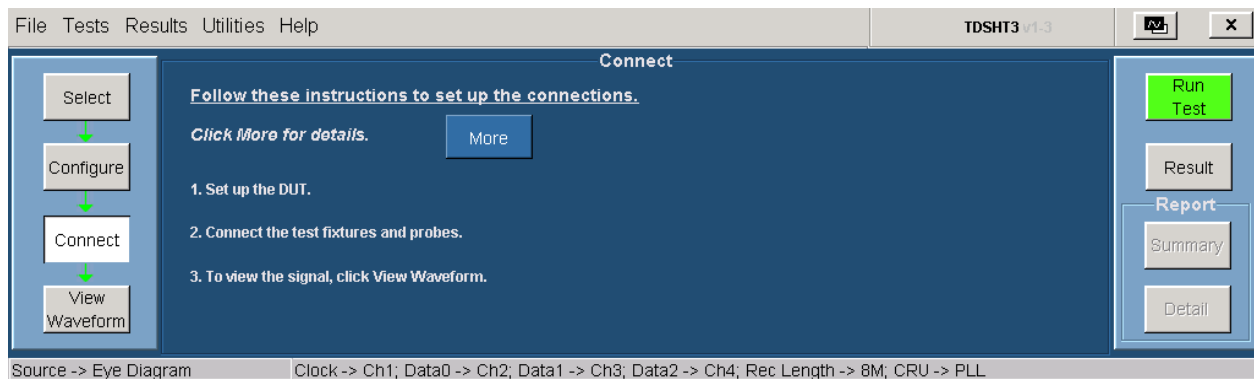 File Tests Results Utilities Help TDSHT3 v1-3 x
Connect
Select
Configure
Connect
View
Waveform
Follow these instructions to set up the connections.
Click More for details. More
1. Set up the DUT.
2. Connect the test fixtures and probes.
3. To view the signal, click View Waveform.
Run
Test
Result
Report
Summary
Detail
Source -> Eye Diagram Clock -> Ch1; Data0 -> Ch2; Data1 -> Ch3; Data2 -> Ch4; Rec Length -> 8M; CRU -> PLL